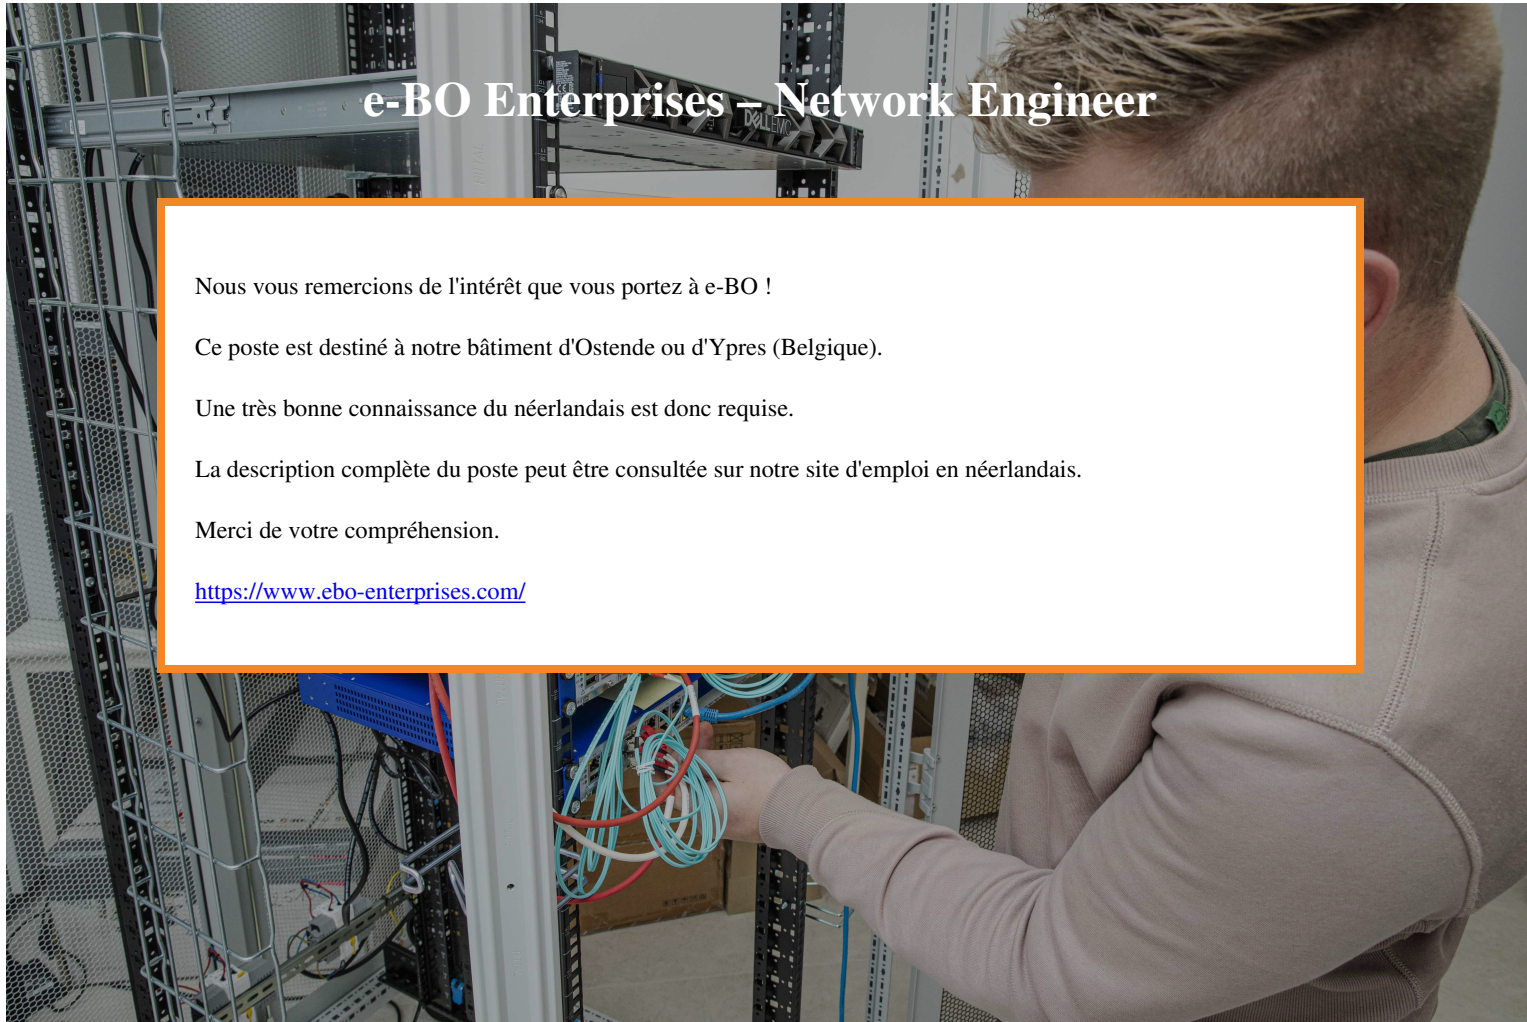 e-BO Enterprises – Network Engineer
DELLEMC
Nous vous remercions de l'intérêt que vous portez à e-BO !
Ce poste est destiné à notre bâtiment d'Ostende ou d'Ypres (Belgique).
Une très bonne connaissance du néerlandais est donc requise.
La description complète du poste peut être consultée sur notre site d'emploi en néerlandais.
Merci de votre compréhension.
https://www.ebo-enterprises.com/